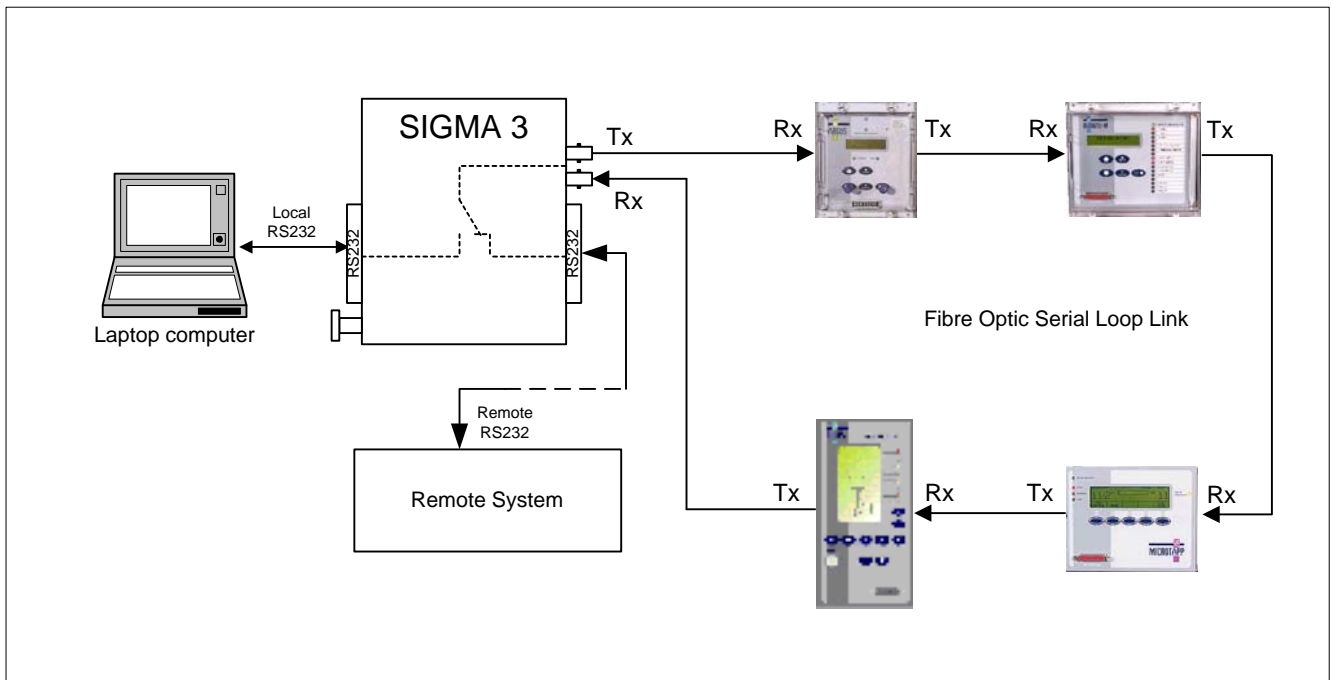 SIGMA 3
Tx
Rx
Tx
Rx
Tx
Rx
Local
RS232
RS232
RS232
Laptop computer
Fibre Optic Serial Loop Link
Remote
RS232
Remote System
Tx
Rx
Tx
Rx
MICROTAPP